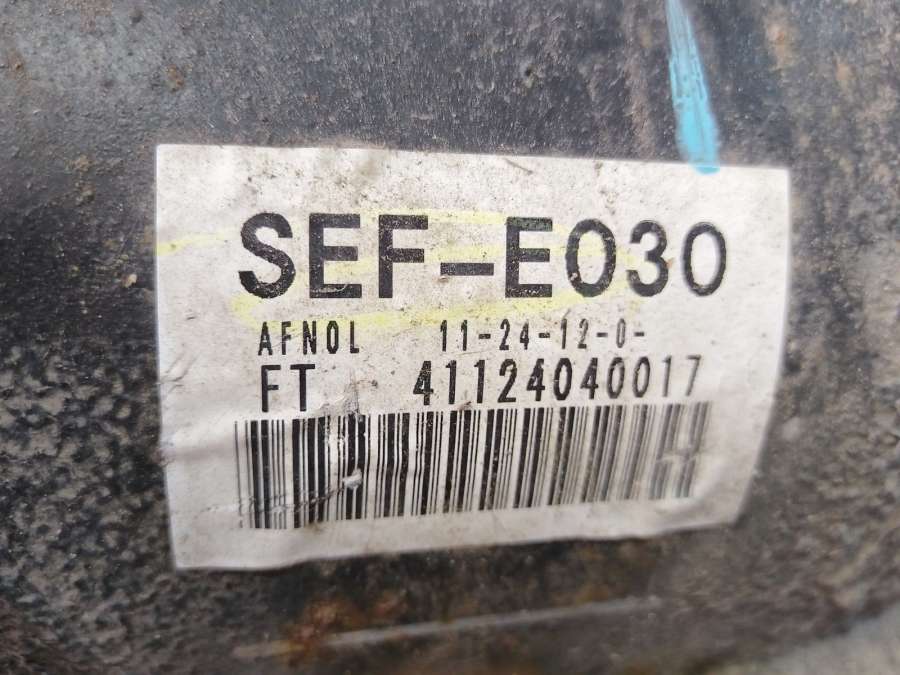 SEF-E030
AFNOL 11-24-12-0-
FT 41124040017